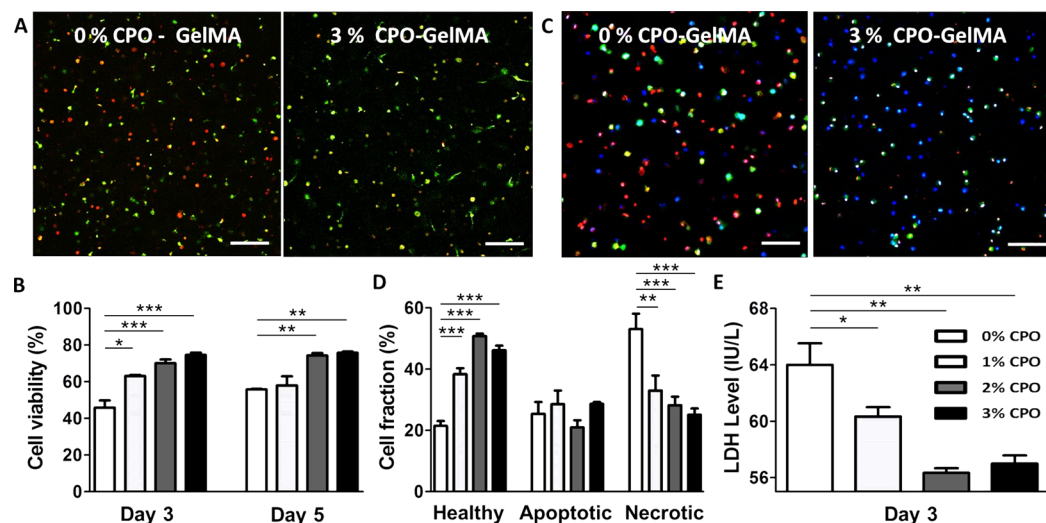 A
0 % CPO - GelMA
3 % CPO-GelMA
C
0 % CPO-GelMA
3 % CPO-GelMA
B
Cell viability (%)
100
80
60
40
20
0
***
***
*
**
**
Day 3
Day 5
D
Cell fraction (%)
60
40
20
0
***
***
***
***
***
**
Healthy
Apoptotic
Necrotic
E
LDH Level (IU/L)
68
64
60
56
**
**
*
0% CPO
1% CPO
2% CPO
3% CPO
Day 3